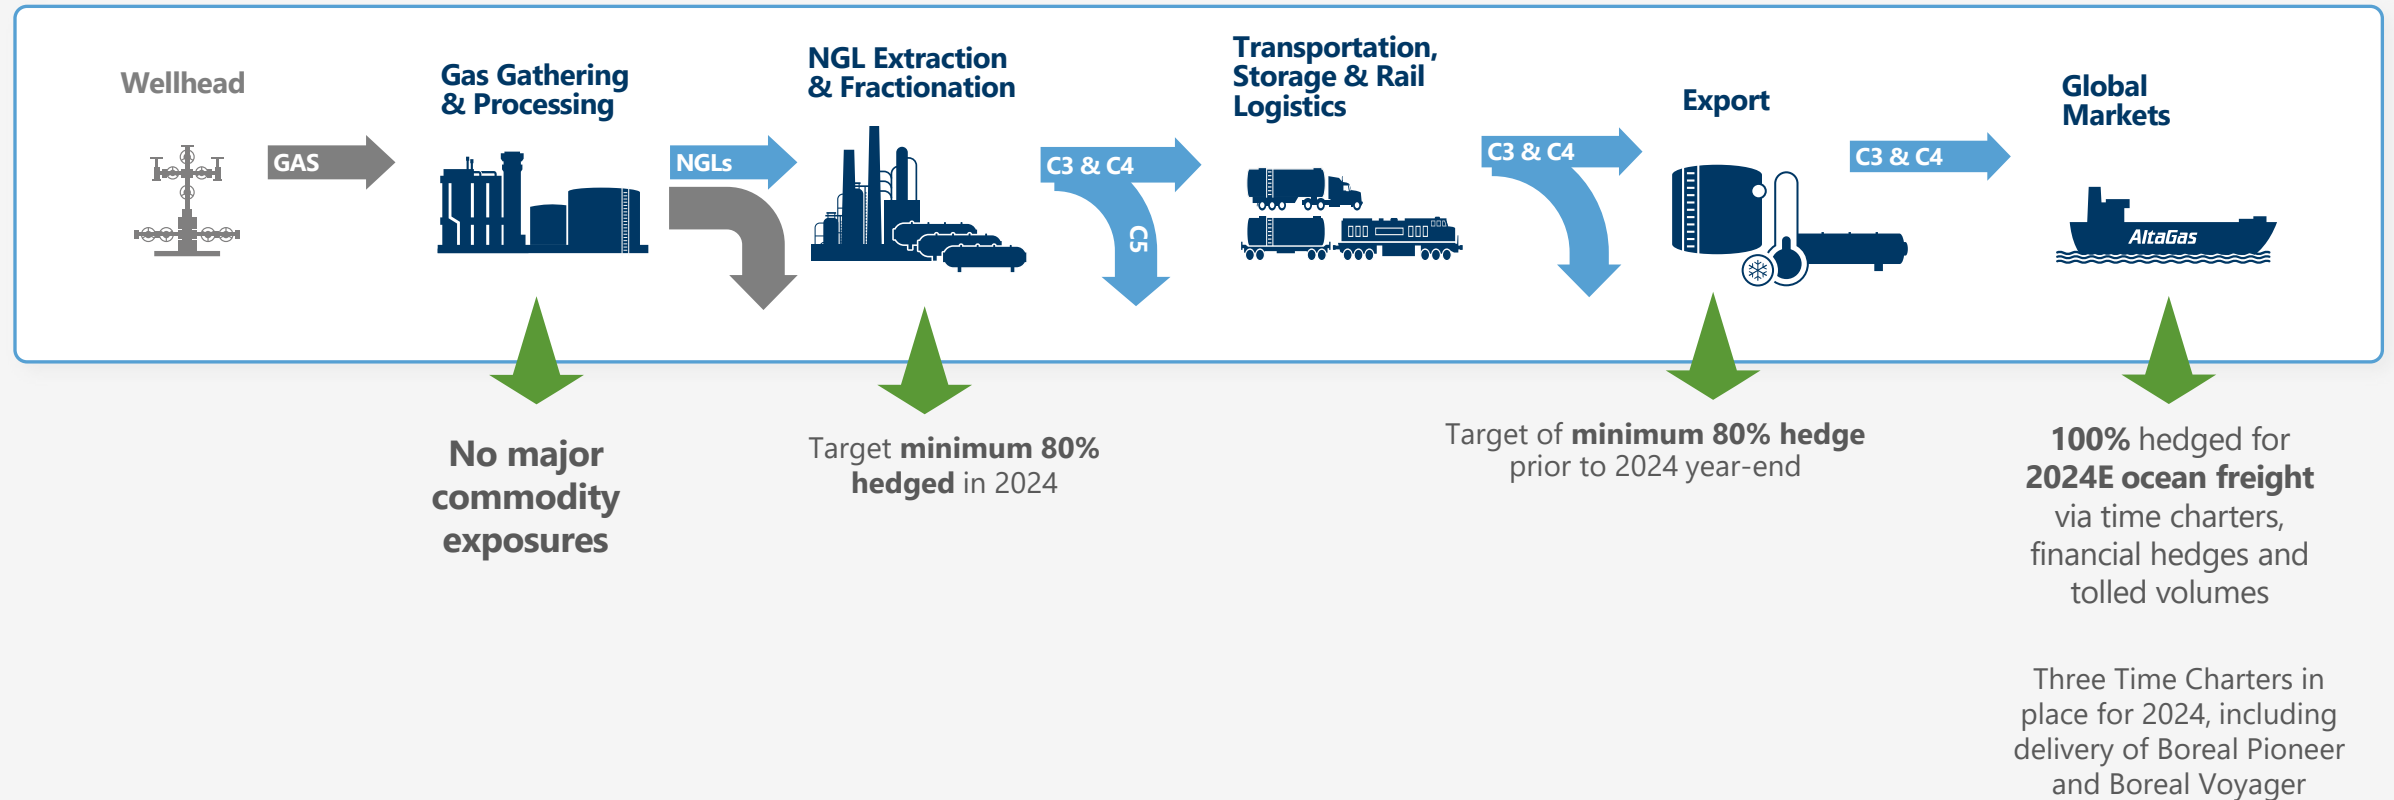 Wellhead
GAS
Gas Gathering
& Processing
NGLs
NGL Extraction
& Fractionation
C3 & C4
C5
Transportation,
Storage & Rail
Logistics
C3 & C4
Export
C3 & C4
Global
Markets
AltaGas
No major
commodity
exposures
Target minimum 80%
hedged in 2024
Target of minimum 80% hedge
prior to 2024 year-end
100% hedged for
2024E ocean freight
via time charters,
financial hedges and
tolled volumes
Three Time Charters in
place for 2024, including
delivery of Boreal Pioneer
and Boreal Voyager